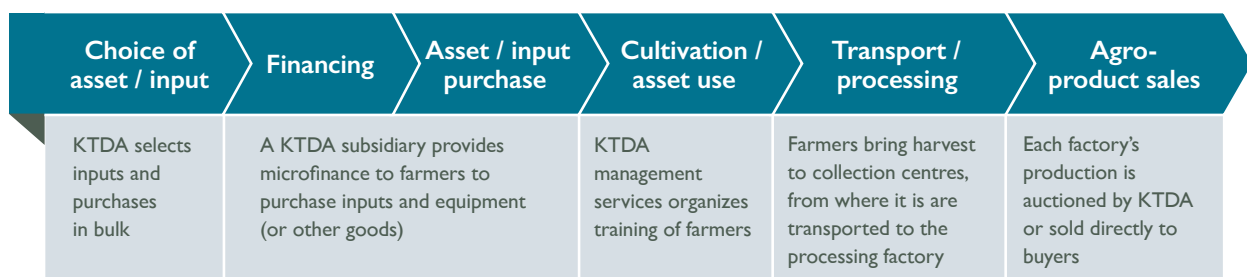 Choice of
asset / input
Financing
Asset / input
purchase
Cultivation /
asset use
Transport /
processing
Agro-
product sales
KTDA selects
inputs and
purchases
in bulk
A KTDA subsidiary provides
microfinance to farmers to
purchase inputs and equipment
(or other goods)
KTDA
management
services organizes
training of farmers
Farmers bring harvest
to collection centres,
from where it is are
transported to the
processing factory
Each factory’s
production is
auctioned by KTDA
or sold directly to
buyers